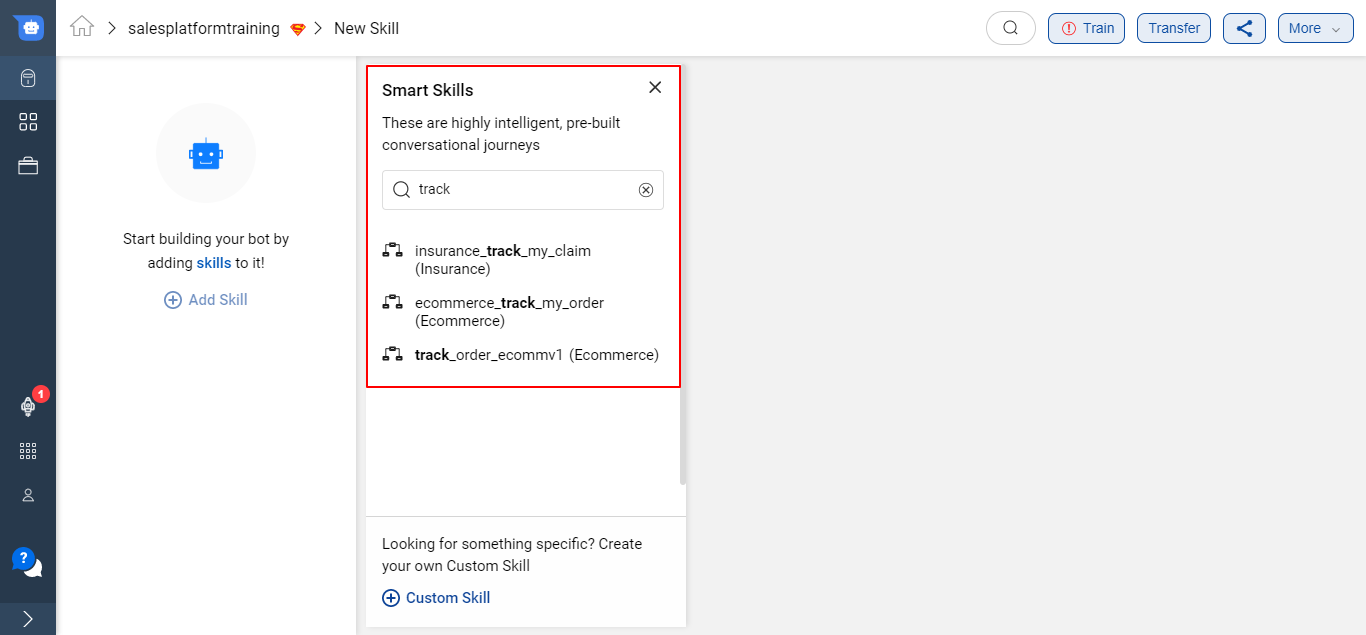 salesplatformtraining
New Skill
Train
Transfer
More
Start building your bot by
adding skills to it!
Add Skill
Smart Skills
These are highly intelligent, pre-built
conversational journeys
track
insurance_track_my_claim
(Insurance)
ecommerce_track_my_order
(Ecommerce)
track_order_ecommv1 (Ecommerce)
1
?
Looking for something specific? Create
your own Custom Skill
Custom Skill